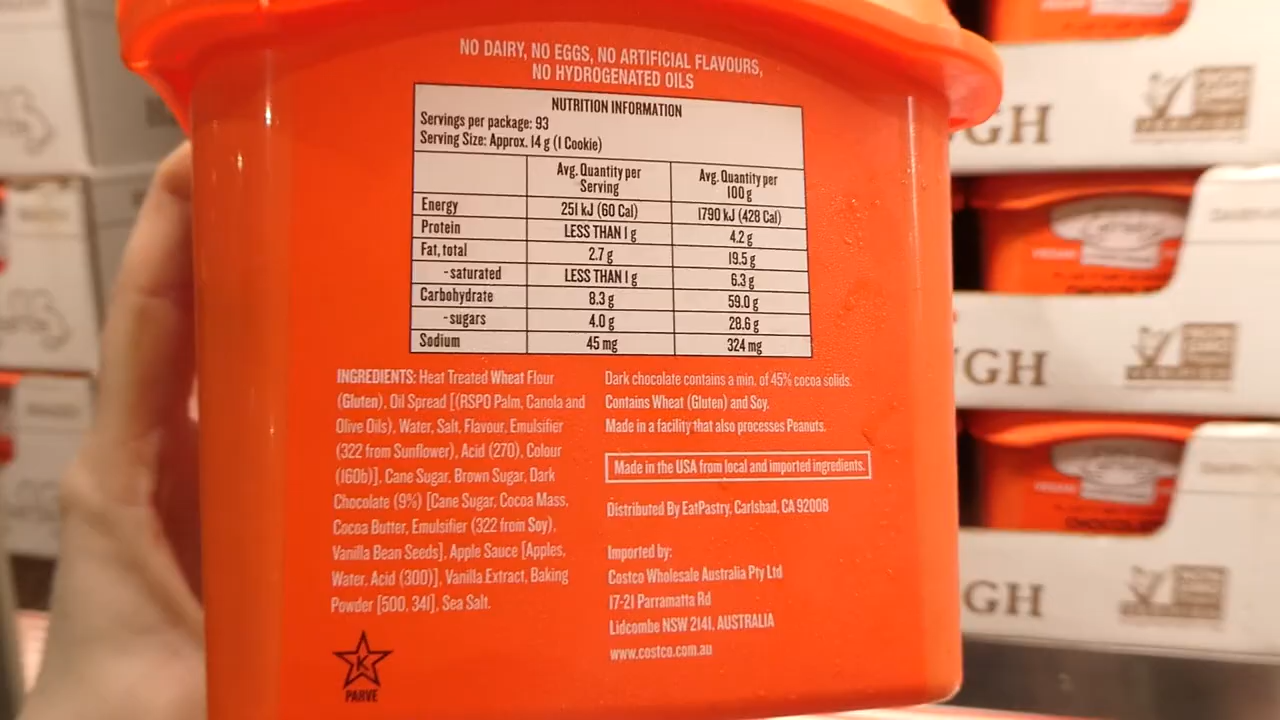 NO DAIRY, NO EGGS, NO ARTIFICIAL FLAVOURS,
NO HYDROGENATED OILS
NUTRITION INFORMATION
Servings per package: 93
Serving Size: Approx. 14 g (1 Cookie)
Avg. Quantity per Serving
Avg. Quantity per 100 g
Energy 251 kJ (60 Cal) 1790 kJ (428 Cal)
Protein LESS THAN 1 g 4.2 g
Fat, total 2.7 g 19.5 g
-saturated LESS THAN 1 g 6.3 g
Carbohydrate 8.3 g 59.0 g
-sugars 4.0 g 28.6 g
Sodium 45 mg 324 mg
INGREDIENTS: Heat Treated Wheat Flour
(Gluten), Oil Spread [(RSPO Palm, Canola and
Olive Oils), Water, Salt, Flavour, Emulsifier
(322 from Sunflower), Acid (270), Colour
(160b)], Cane Sugar, Brown Sugar, Dark
Chocolate (9%) [Cane Sugar, Cocoa Mass,
Cocoa Butter, Emulsifier (322 from Soy),
Vanilla Bean Seeds], Apple Sauce [Apples,
Water, Acid (300)], Vanilla Extract, Baking
Powder [500, 341], Sea Salt.
K
PARVE
Dark chocolate contains a min. of 45% cocoa solids.
Contains Wheat (Gluten) and Soy.
Made in a facility that also processes Peanuts.
Made in the USA from local and imported ingredients.
Distributed By EatPastry, Carlsbad, CA 92008
Imported by:
Costco Wholesale Australia Pty Ltd
17-21 Parramatta Rd
Lidcombe NSW 2141, AUSTRALIA
www.costco.com.au
GH
UGH
GH